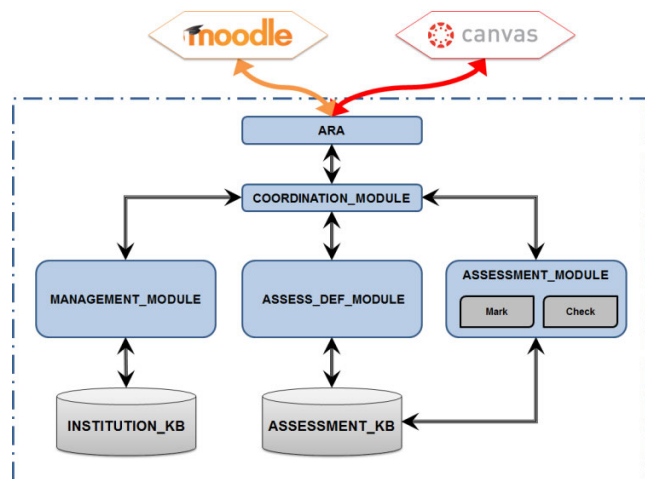 moodle
canvas
ARA
COORDINATION_MODULE
MANAGEMENT_MODULE
ASSESS_DEF_MODULE
ASSESSMENT_MODULE
Mark
Check
INSTITUTION_KB
ASSESSMENT_KB